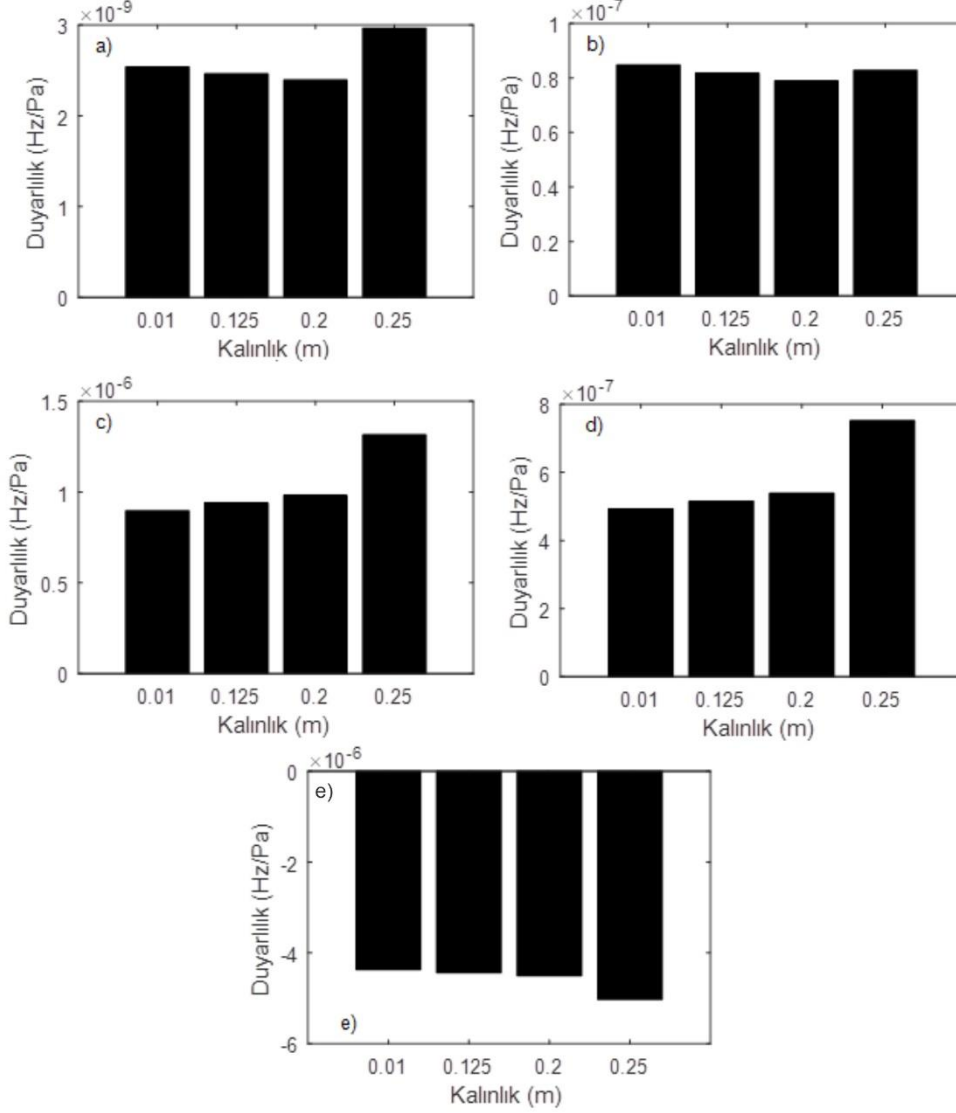 ×10⁻⁹
a)
3
2
1
0
Duyarlılık (Hz/Pa)
0.01 0.125 0.2 0.25
Kalınlık (m)
×10⁻⁷
b)
1
0.8
0.6
0.4
0.2
0
Duyarlılık (Hz/Pa)
0.01 0.125 0.2 0.25
Kalınlık (m)
×10⁻⁶
c)
1.5
1
0.5
0
Duyarlılık (Hz/Pa)
0.01 0.125 0.2 0.25
Kalınlık (m)
×10⁻⁷
d)
8
6
4
2
0
Duyarlılık (Hz/Pa)
0.01 0.125 0.2 0.25
Kalınlık (m)
×10⁻⁶
e)
0
-2
-4
-6
Duyarlılık (Hz/Pa)
e)
0.01 0.125 0.2 0.25
Kalınlık (m)